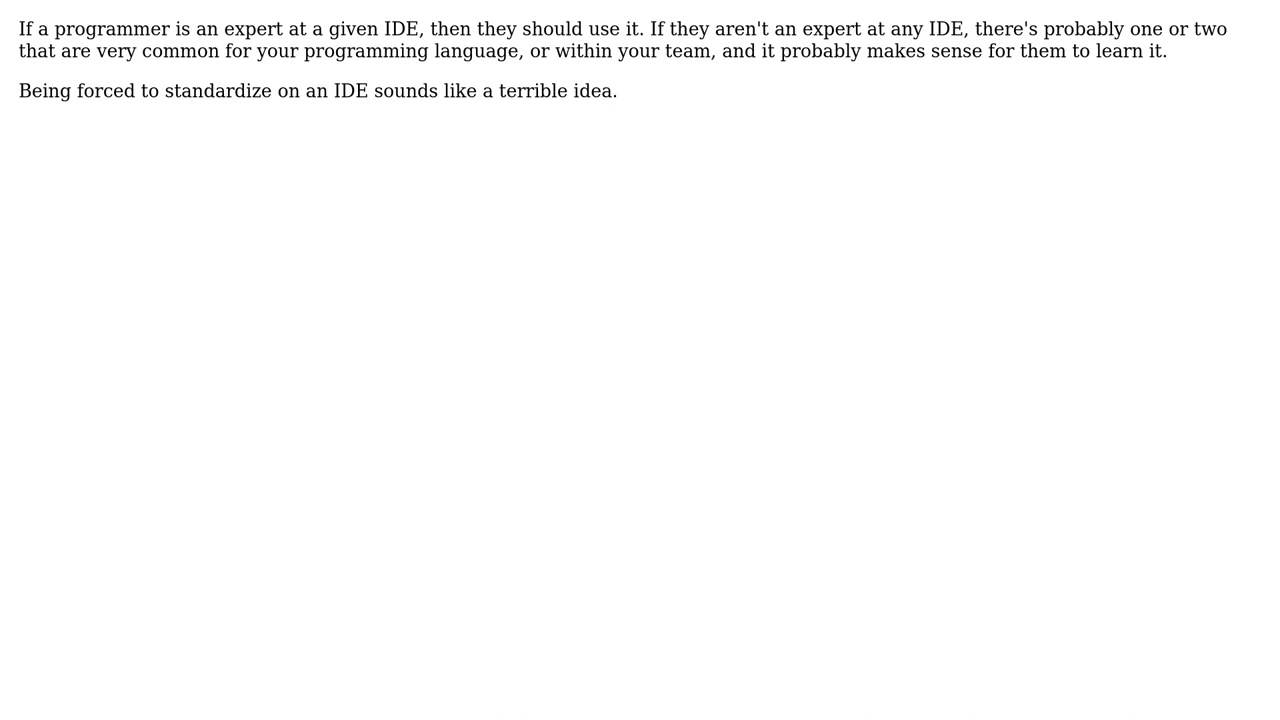 If a programmer is an expert at a given IDE, then they should use it. If they aren't an expert at any IDE, there's probably one or two
that are very common for your programming language, or within your team, and it probably makes sense for them to learn it.
Being forced to standardize on an IDE sounds like a terrible idea.